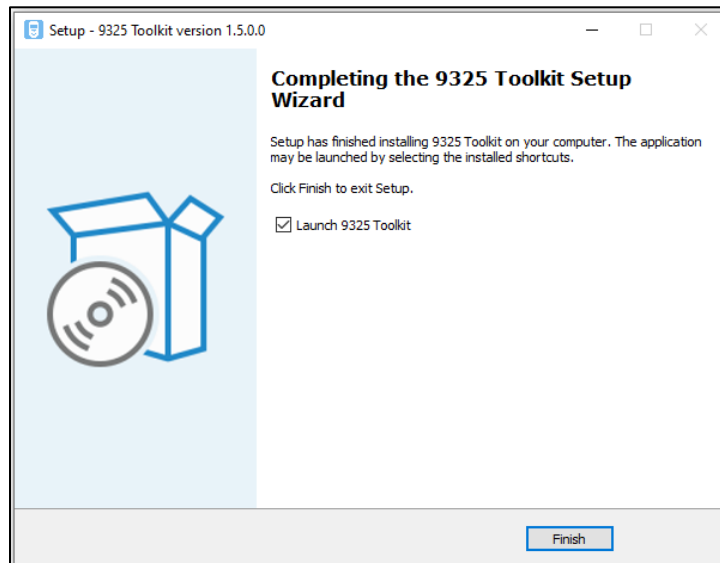 Setup - 9325 Toolkit version 1.5.0.0
Completing the 9325 Toolkit Setup
Wizard
Setup has finished installing 9325 Toolkit on your computer. The application
may be launched by selecting the installed shortcuts.
Click Finish to exit Setup.
Launch 9325 Toolkit
Finish